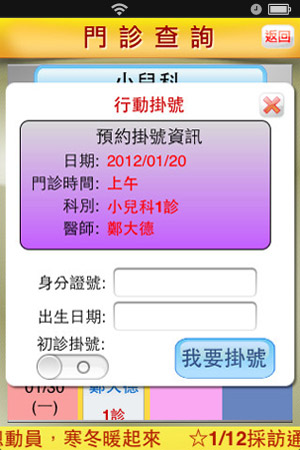 門診查詢
返回
小兒科
行動掛號
預約掛號資訊
日期: 2012/01/20
門診時間: 上午
科別: 小兒科1診
醫師: 鄭大德
身分證號:
出生日期:
初診掛號:
我要掛號
01/30
鄭大德
(一)
1診
動員，寒冬暖起來 ☆1/12採訪通